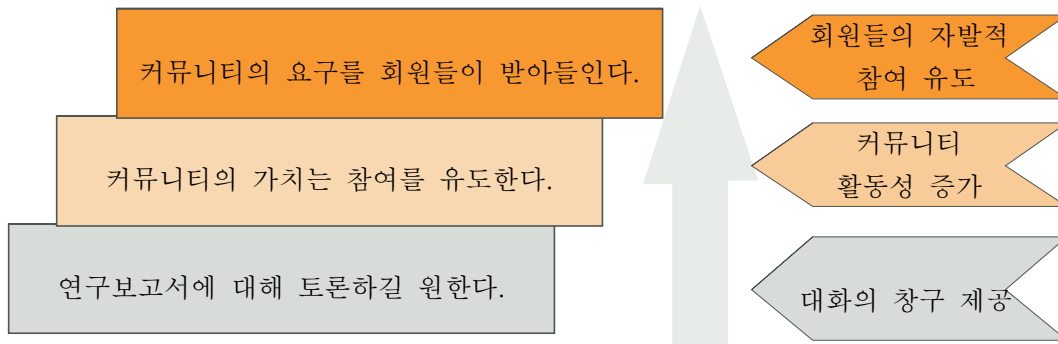 커뮤니티의 요구를 회원들이 받아들인다.
커뮤니티의 가치는 참여를 유도한다.
연구보고서에 대해 토론하길 원한다.
회원들의 자발적
참여 유도
커뮤니티
활동성 증가
대화의 창구 제공